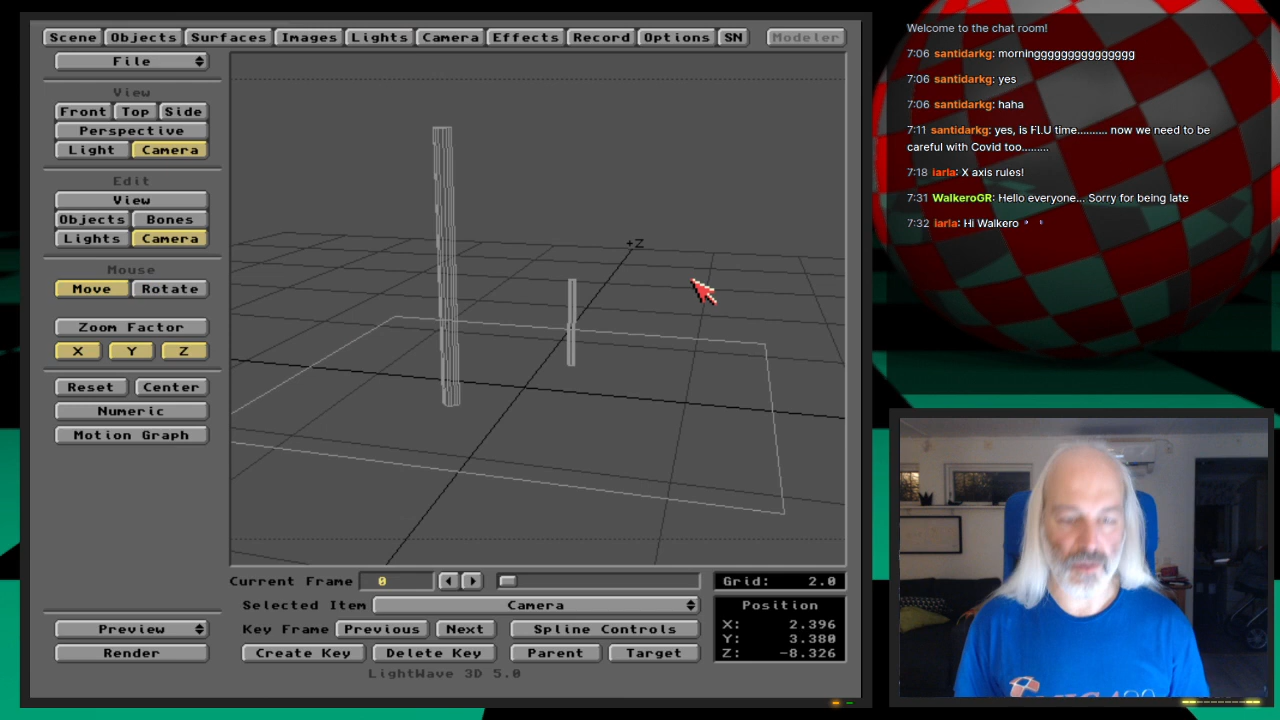 Scene Objects Surfaces Images Lights Camera Effects Record Options SN Modeler
File
View
Front Top Side
Perspective
Light Camera
Edit
View
Objects Bones
Lights Camera
Mouse
Move Rotate
Zoom Factor
X Y Z
Reset Center
Numeric
Motion Graph
Preview
Render
+Z
Current Frame 0
Selected Item Camera
Key Frame Previous Next Spline Controls
Create Key Delete Key Parent Target
LightWave 3D 5.0
Grid: 2.0
Position
X: 2.396
Y: 3.380
Z: -8.326
Welcome to the chat room!
7:06 santidarkg: morningggggggggggggggg
7:06 santidarkg: yes
7:06 santidarkg: haha
7:11 santidarkg: yes, is FLU time.......... now we need to be
careful with Covid too.........
7:18 iarla: X axis rules!
7:31 WalkeroGR: Hello everyone... Sorry for being late
7:32 iarla: Hi Walkero